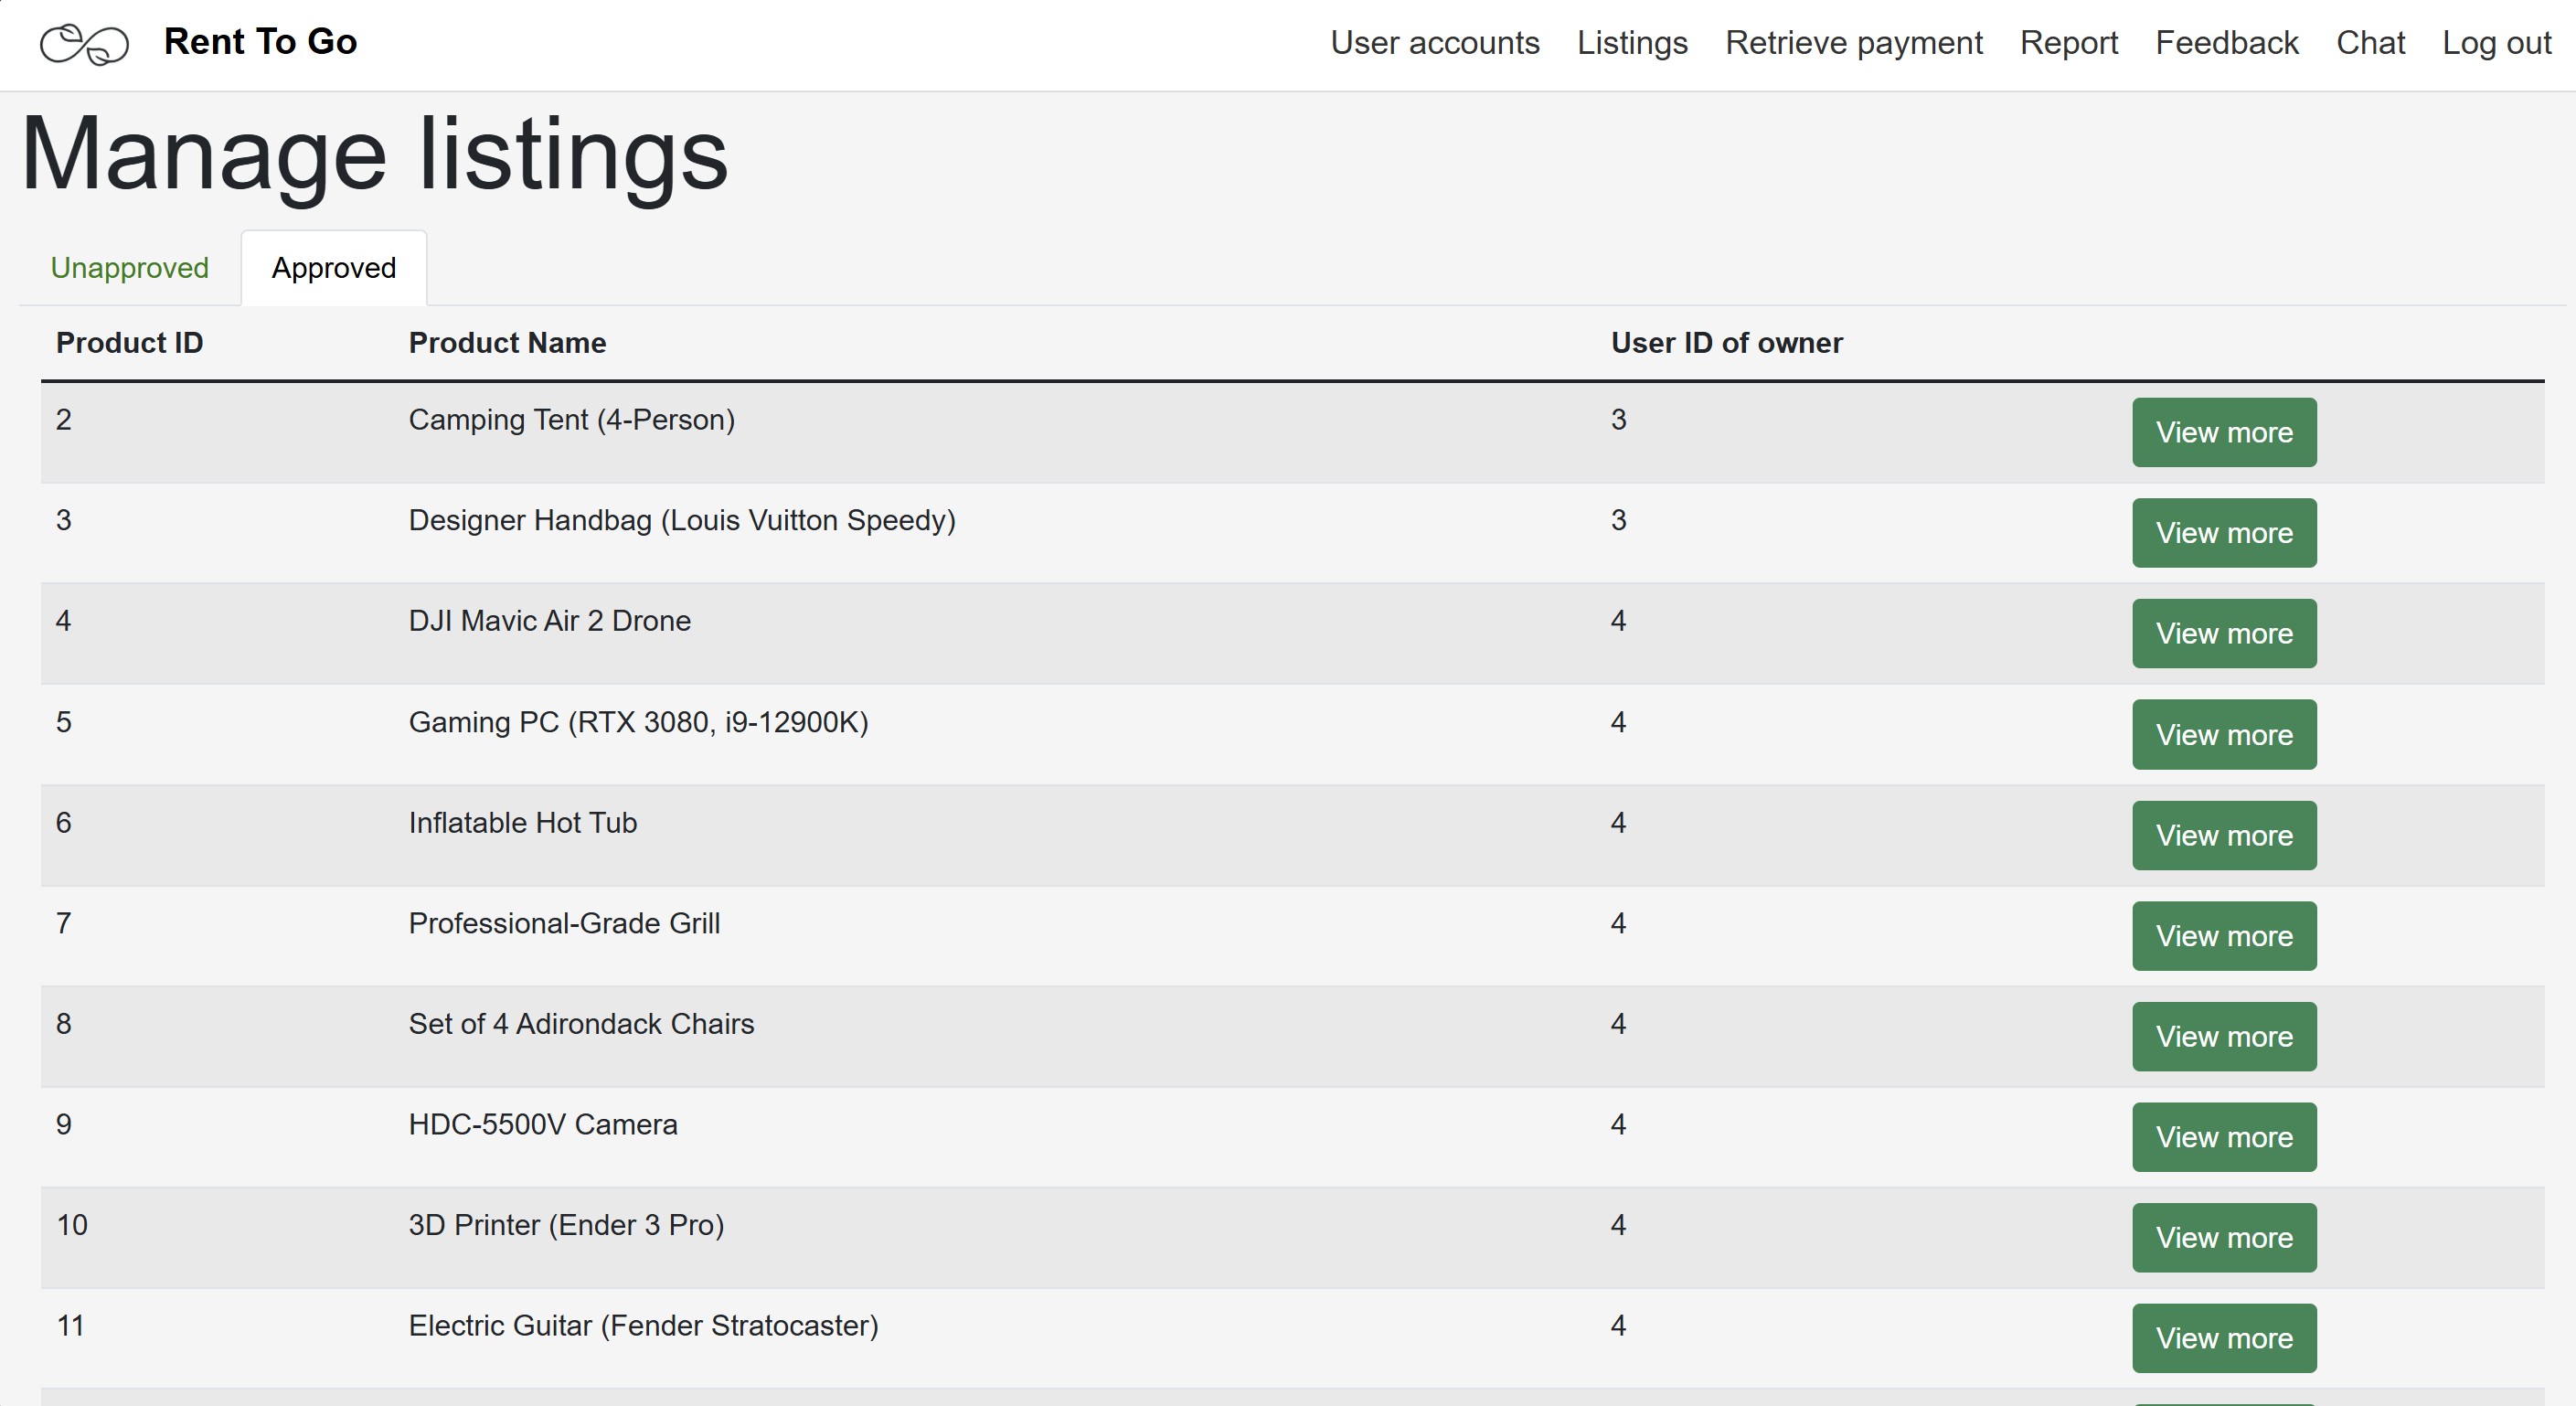 Rent To Go User accounts Listings Retrieve payment Report Feedback Chat Log out
Manage listings
Unapproved Approved
Product ID Product Name User ID of owner
2 Camping Tent (4-Person) 3 View more
3 Designer Handbag (Louis Vuitton Speedy) 3 View more
4 DJI Mavic Air 2 Drone 4 View more
5 Gaming PC (RTX 3080, i9-12900K) 4 View more
6 Inflatable Hot Tub 4 View more
7 Professional-Grade Grill 4 View more
8 Set of 4 Adirondack Chairs 4 View more
9 HDC-5500V Camera 4 View more
10 3D Printer (Ender 3 Pro) 4 View more
11 Electric Guitar (Fender Stratocaster) 4 View more